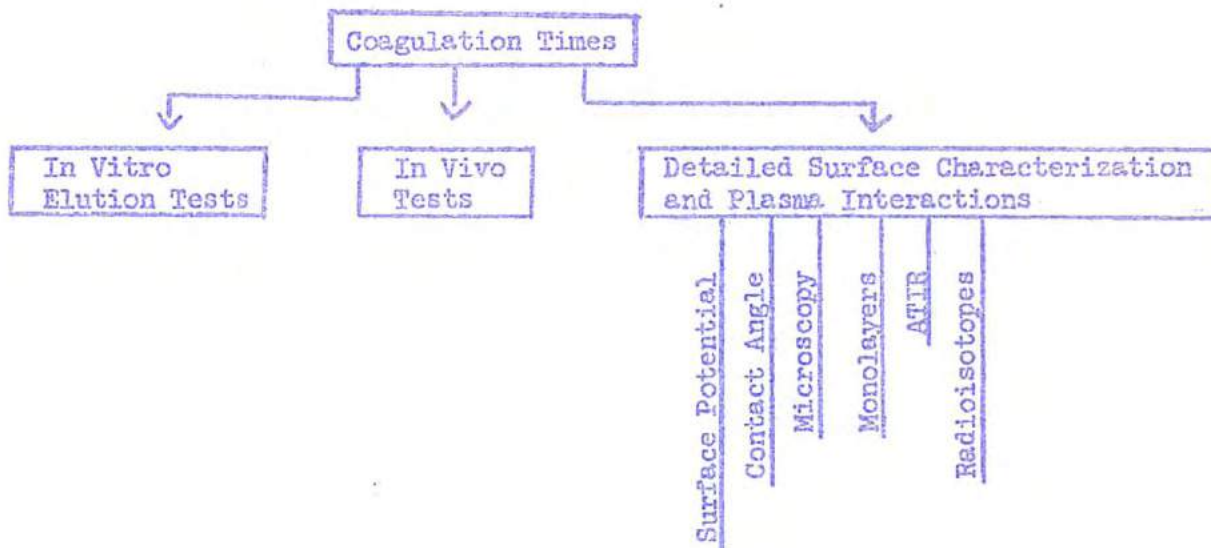 Coagulation Times
In Vitro
Elution Tests
In Vivo
Tests
Detailed Surface Characterization
and Plasma Interactions
Surface Potential
Contact Angle
Microscopy
Monolayers
ATIR
Radioisotopes